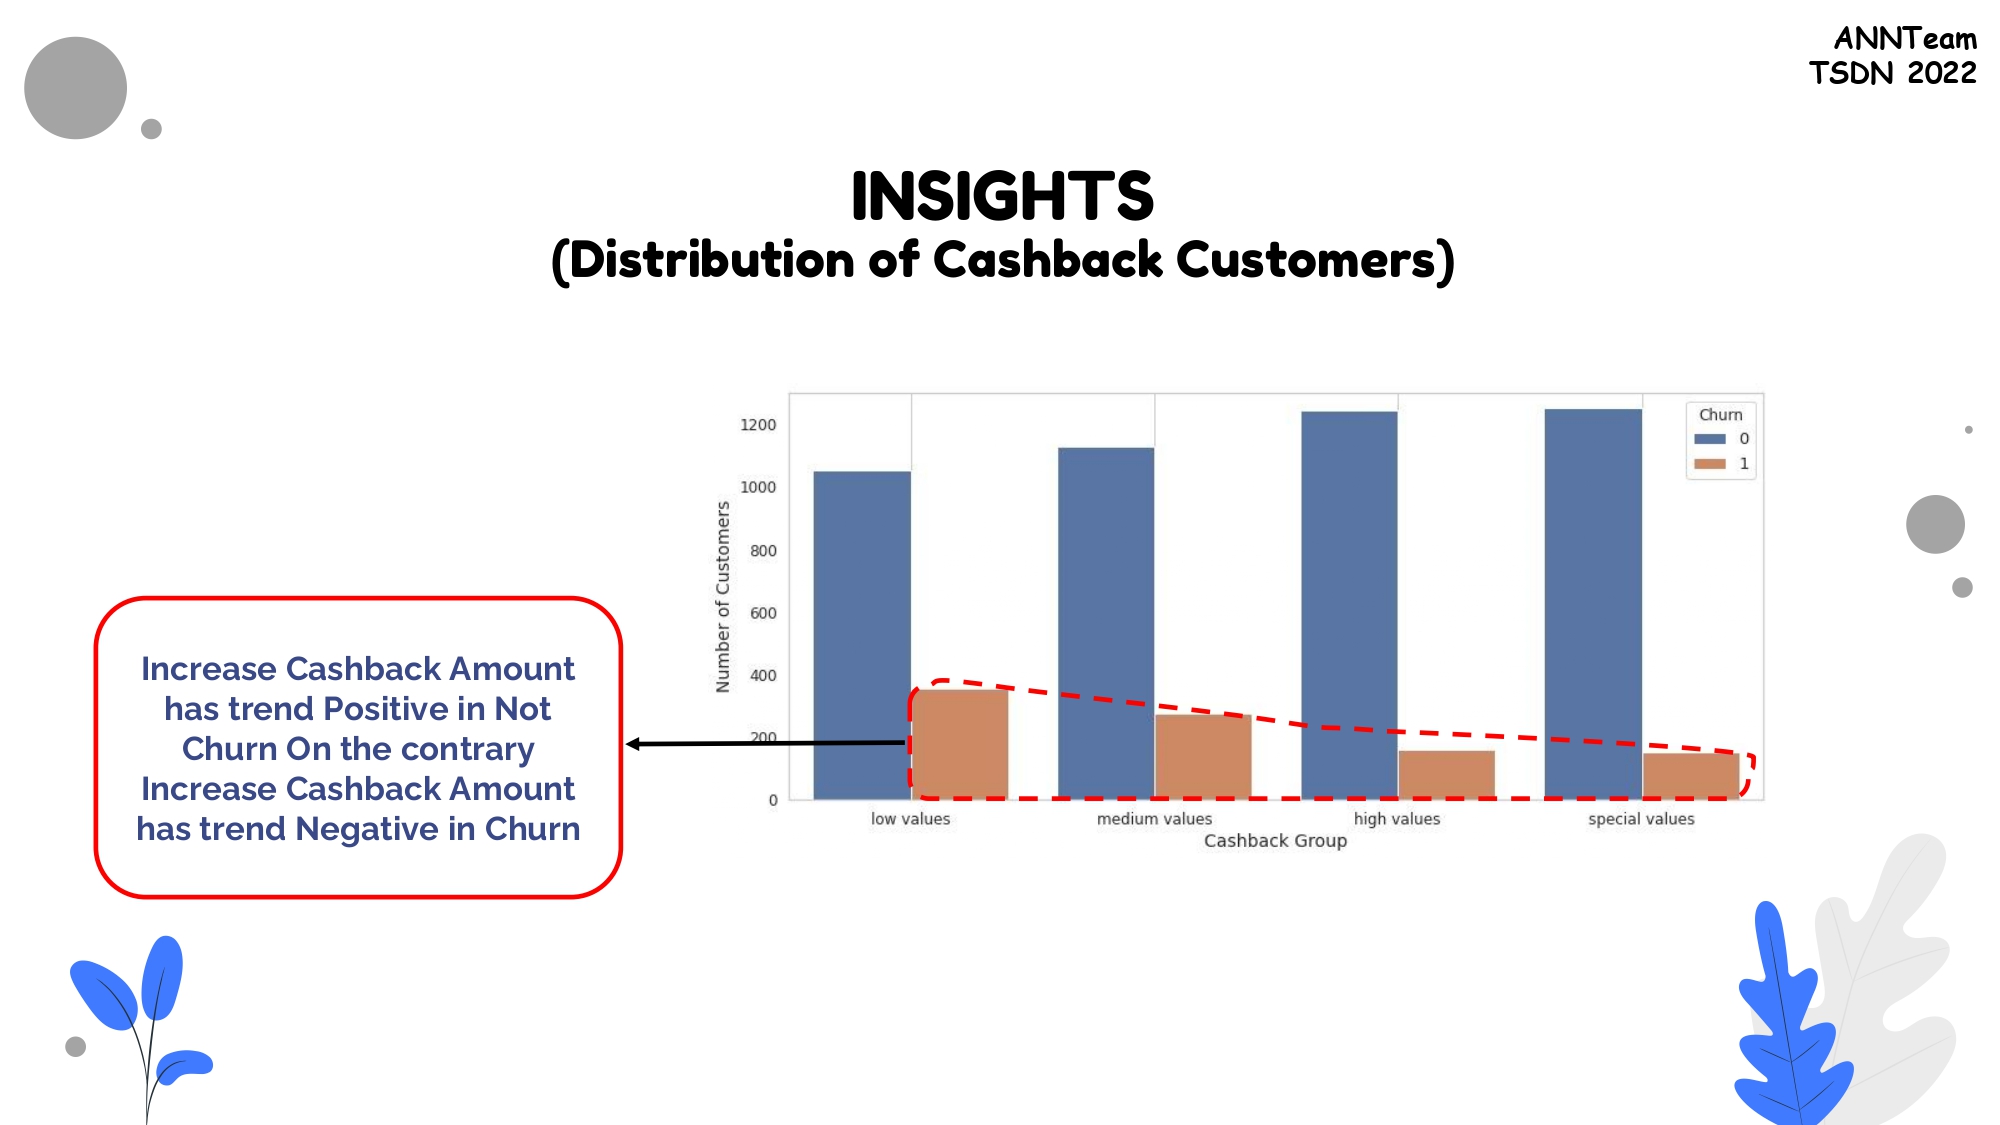 ANNTeam
TSDN 2022
INSIGHTS
(Distribution of Cashback Customers)
Increase Cashback Amount
has trend Positive in Not
Churn On the contrary
Increase Cashback Amount
has trend Negative in Churn
Number of Customers
1200
1000
800
600
400
200
0
Churn
0
1
low values
medium values
high values
special values
Cashback Group